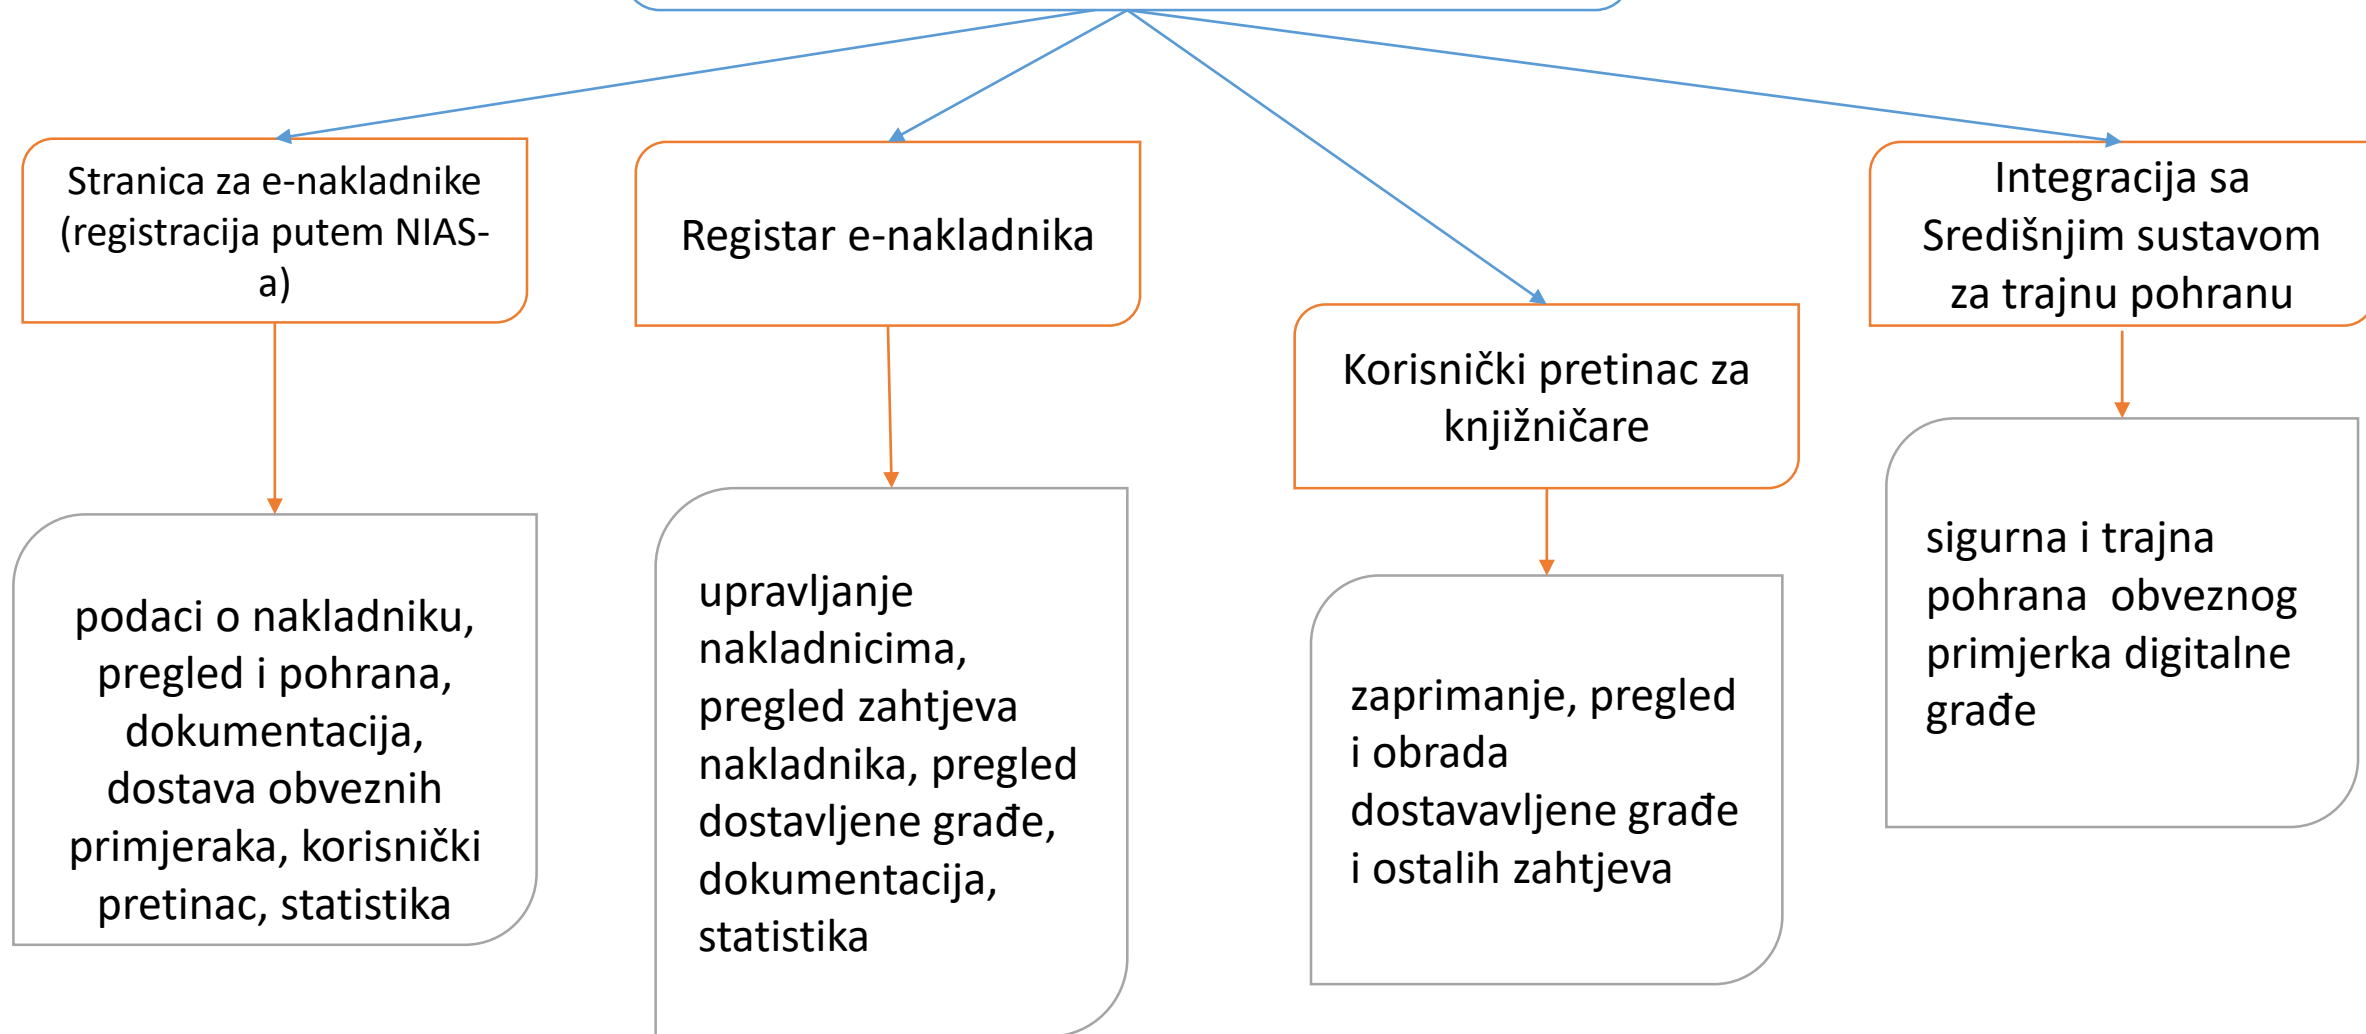 Stranica za e-nakladnike
(registracija putem NIAS-
a)
Registar e-nakladnika
Korisnički pretinac za
knjižničare
Integracija sa
Središnjim sustavom
za trajnu pohranu
podaci o nakladniku,
pregled i pohrana,
dokumentacija,
dostava obveznih
primjeraka, korisnički
pretinac, statistika
upravljanje
nakladnicima,
pregled zahtjeva
nakladnika, pregled
dostavljene građe,
dokumentacija,
statistika
zaprimanje, pregled
i obrada
dostavavljene građe
i ostalih zahtjeva
sigurna i trajna
pohrana  obveznog
primjerka digitalne
građe